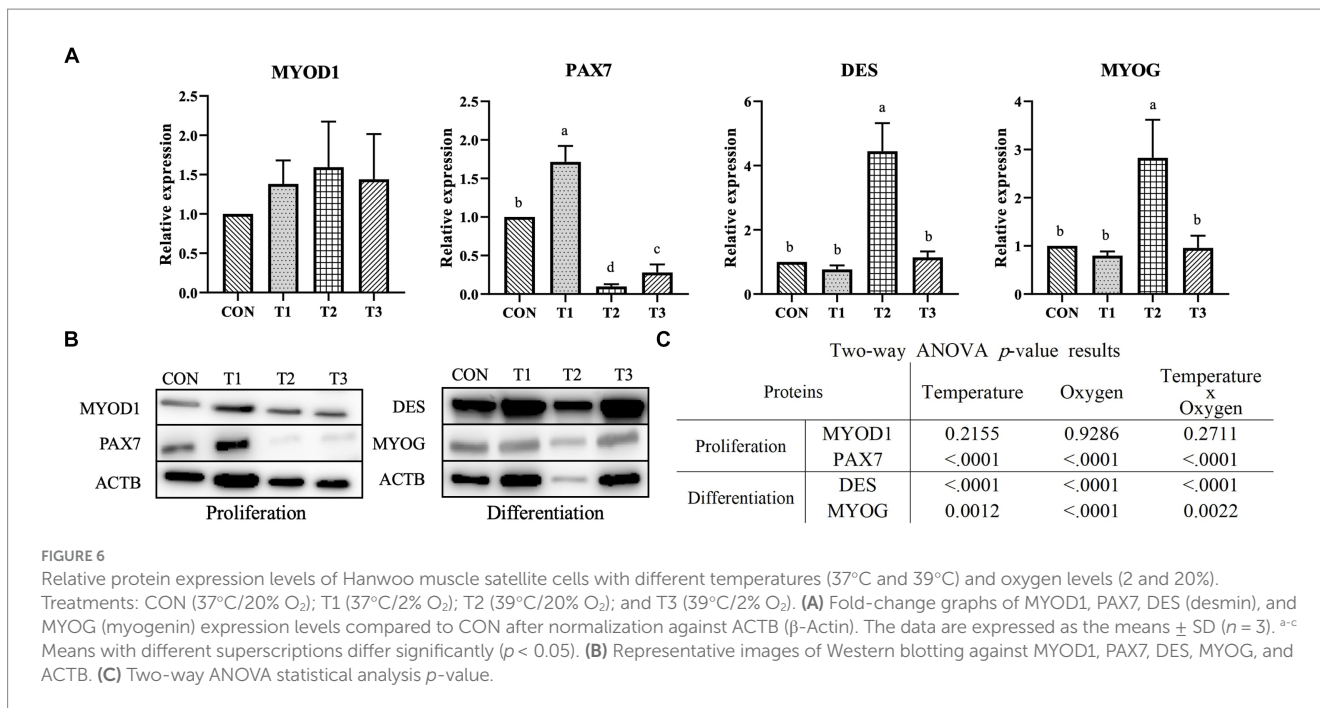 A
MYOD1
Relative expression
2.5
2.0
1.5
1.0
0.5
0.0
CON T1 T2 T3
PAX7
Relative expression
2.5
2.0
1.5
1.0
0.5
0.0
b a d c
CON T1 T2 T3
DES
Relative expression
6
4
2
0
b b a b
CON T1 T2 T3
MYOG
Relative expression
4
3
2
1
0
b b a b
CON T1 T2 T3
B
CON T1 T2 T3
MYOD1
PAX7
ACTB
Proliferation
CON T1 T2 T3
DES
MYOG
ACTB
Differentiation
C
Two-way ANOVA p-value results
Proteins Temperature Oxygen Temperature x Oxygen
Proliferation MYOD1 0.2155 0.9286 0.2711
PAX7 <.0001 <.0001 <.0001
Differentiation DES <.0001 <.0001 <.0001
MYOG 0.0012 <.0001 0.0022
FIGURE 6
Relative protein expression levels of Hanwoo muscle satellite cells with different temperatures (37°C and 39°C) and oxygen levels (2 and 20%).
Treatments: CON (37°C/20% O₂); T1 (37°C/2% O₂); T2 (39°C/20% O₂); and T3 (39°C/2% O₂). (A) Fold-change graphs of MYOD1, PAX7, DES (desmin), and
MYOG (myogenin) expression levels compared to CON after normalization against ACTB (β-Actin). The data are expressed as the means ± SD (n = 3). a-c
Means with different superscriptions differ significantly (p < 0.05). (B) Representative images of Western blotting against MYOD1, PAX7, DES, MYOG, and
ACTB. (C) Two-way ANOVA statistical analysis p-value.